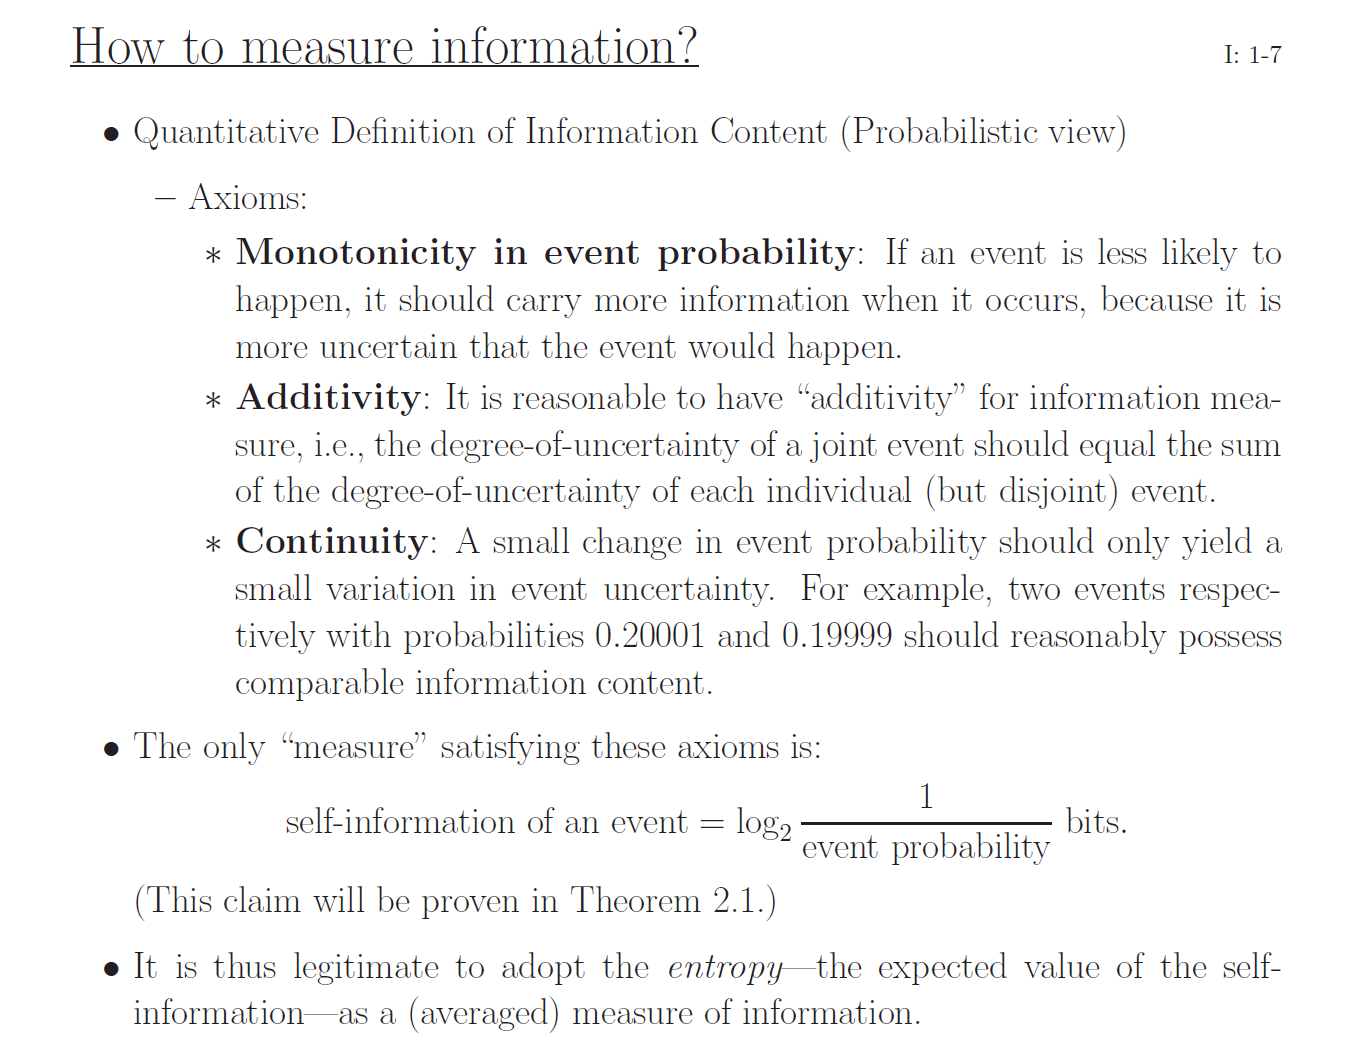 How to measure information?
I: 1-7
• Quantitative Definition of Information Content (Probabilistic view)
– Axioms:
∗ Monotonicity in event probability: If an event is less likely to
happen, it should carry more information when it occurs, because it is
more uncertain that the event would happen.
∗ Additivity: It is reasonable to have “additivity” for information mea-
sure, i.e., the degree-of-uncertainty of a joint event should equal the sum
of the degree-of-uncertainty of each individual (but disjoint) event.
∗ Continuity: A small change in event probability should only yield a
small variation in event uncertainty. For example, two events respec-
tively with probabilities 0.20001 and 0.19999 should reasonably possess
comparable information content.
• The only “measure” satisfying these axioms is:
self-information of an event = log₂ 1 / event probability bits.
(This claim will be proven in Theorem 2.1.)
• It is thus legitimate to adopt the entropy—the expected value of the self-
information—as a (averaged) measure of information.